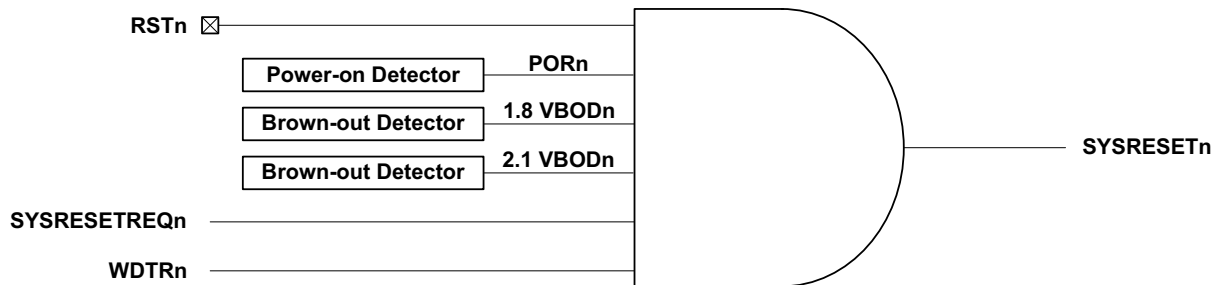 RSTn
Power-on Detector
PORn
Brown-out Detector
1.8 VBODn
Brown-out Detector
2.1 VBODn
SYSRESETn
SYSRESETREQn
WDTRn